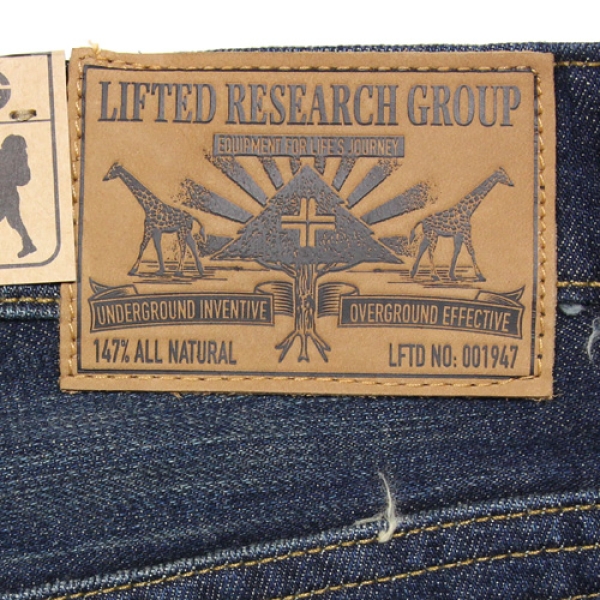 LIFTED RESEARCH GROUP
EQUIPMENT FOR LIFE'S JOURNEY
UNDERGROUND INVENTIVE
OVERGROUND EFFECTIVE
147% ALL NATURAL
LFTD NO: 001947